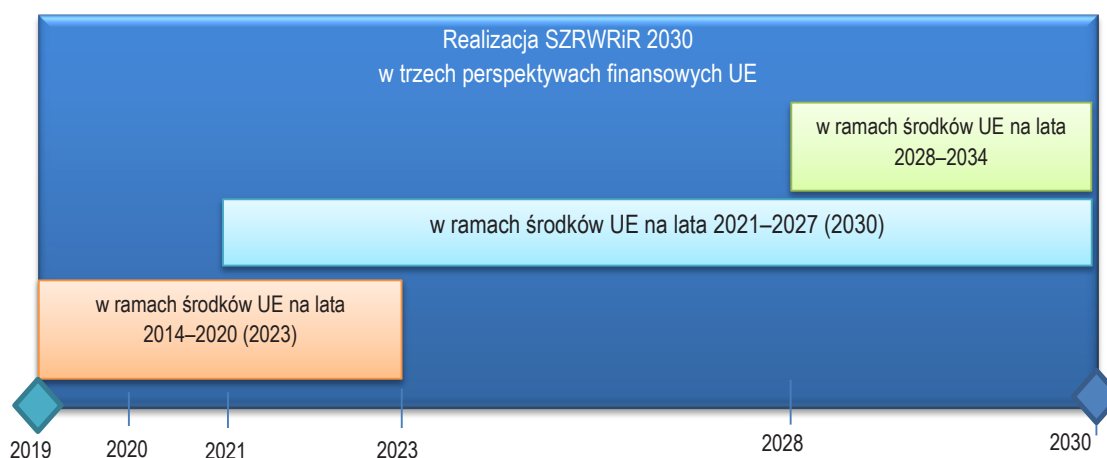 Realizacja SZRWRiR 2030
w trzech perspektywach finansowych UE
w ramach środków UE na lata
2028–2034
w ramach środków UE na lata 2021–2027 (2030)
w ramach środków UE na lata
2014–2020 (2023)
2019
2020
2021
2023
2028
2030